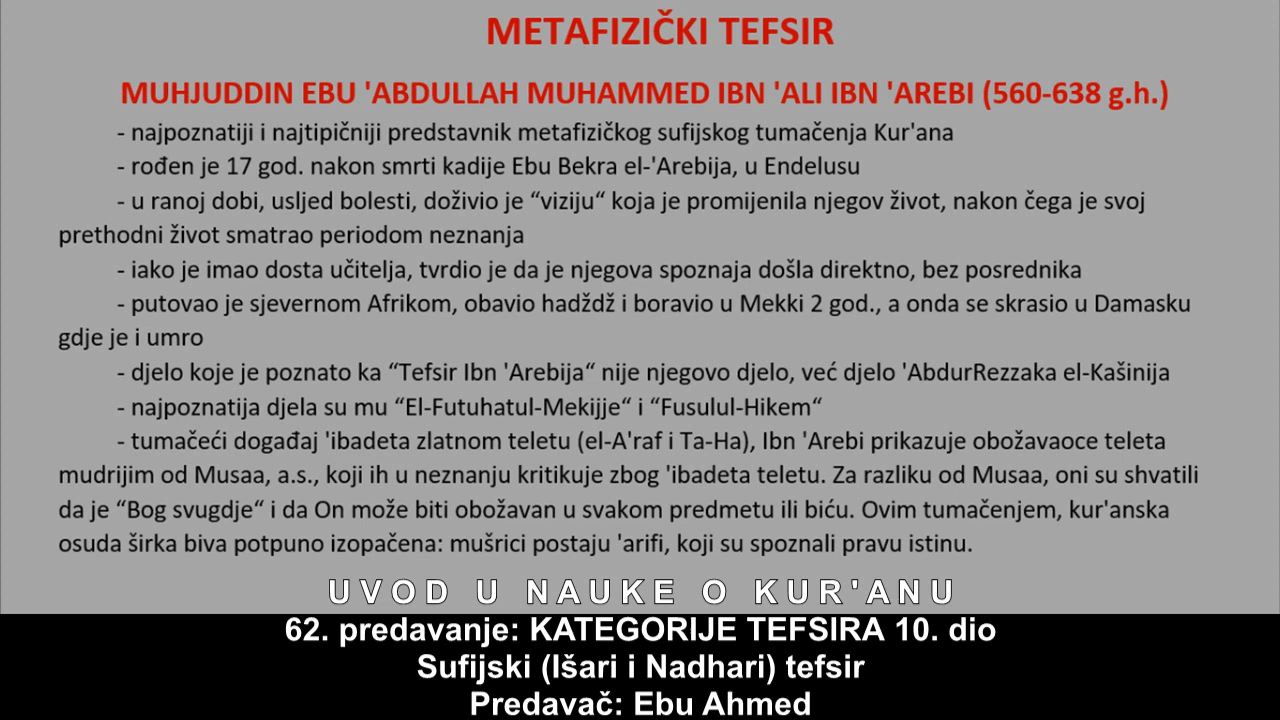 METAFIZIČKI TEFSIR
MUHJUDDIN EBU 'ABDULLAH MUHAMMED IBN 'ALI IBN 'AREBI (560-638 g.h.)
- najpoznatiji i najtipičniji predstavnik metafizičkog sufijskog tumačenja Kur'ana
- rođen je 17 god. nakon smrti kadije Ebu Bekra el-'Arebija, u Endelusu
- u ranoj dobi, usljed bolesti, doživio je “viziju“ koja je promijenila njegov život, nakon čega je svoj
prethodni život smatrao periodom neznanja
- iako je imao dosta učitelja, tvrdio je da je njegova spoznaja došla direktno, bez posrednika
- putovao je sjevernom Afrikom, obavio hadždž i boravio u Mekki 2 god., a onda se skrasio u Damasku
gdje je i umro
- djelo koje je poznato ka “Tefsir Ibn 'Arebija“ nije njegovo djelo, već djelo 'AbdurRezzaka el-Kašinija
- najpoznatija djela su mu “El-Futuhatul-Mekijje“ i “Fusulul-Hikem“
- tumačeći događaj 'ibadeta zlatnom teletu (el-A'raf i Ta-Ha), Ibn 'Arebi prikazuje obožavaoce teleta
mudrijim od Musaa, a.s., koji ih u neznanju kritikuje zbog 'ibadeta teletu. Za razliku od Musaa, oni su shvatili
da je “Bog svugdje“ i da On može biti obožavan u svakom predmetu ili biću. Ovim tumačenjem, kur'anska
osuda širka biva potpuno izopačena: mušrici postaju 'arifi, koji su spoznali pravu istinu.
UVOD U NAUKE O KUR'ANU
62. predavanje: KATEGORIJE TEFSIRA 10. dio
Sufijski (Išari i Nadhari) tefsir
Predavač: Ebu Ahmed